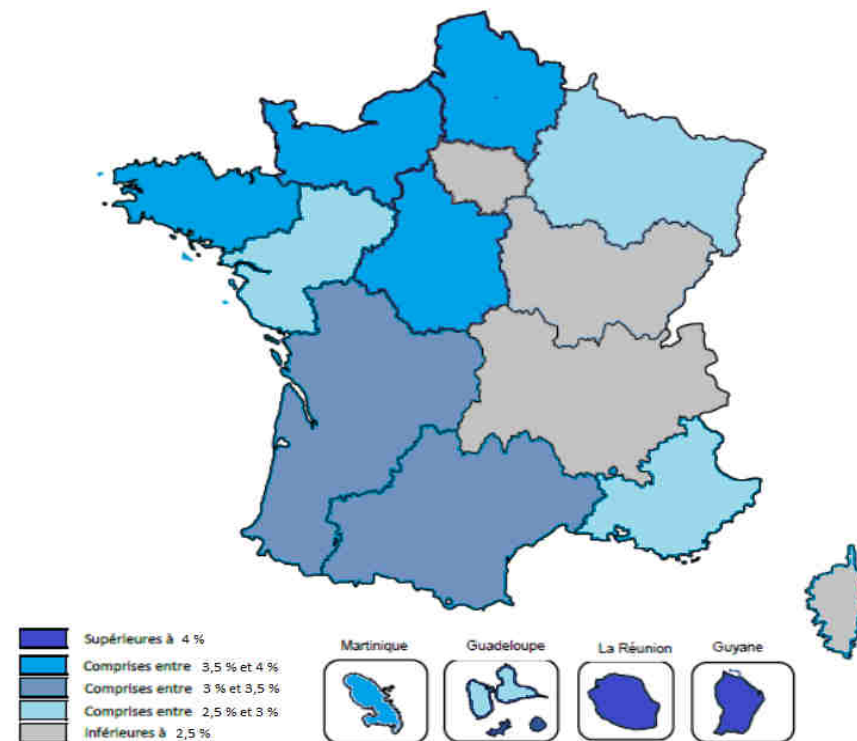 Supérieures à 4 %
Comprises entre 3,5 % et 4 %
Comprises entre 3 % et 3,5 %
Comprises entre 2,5 % et 3 %
Inférieures à 2,5 %
Martinique
Guadeloupe
La Réunion
Guyane